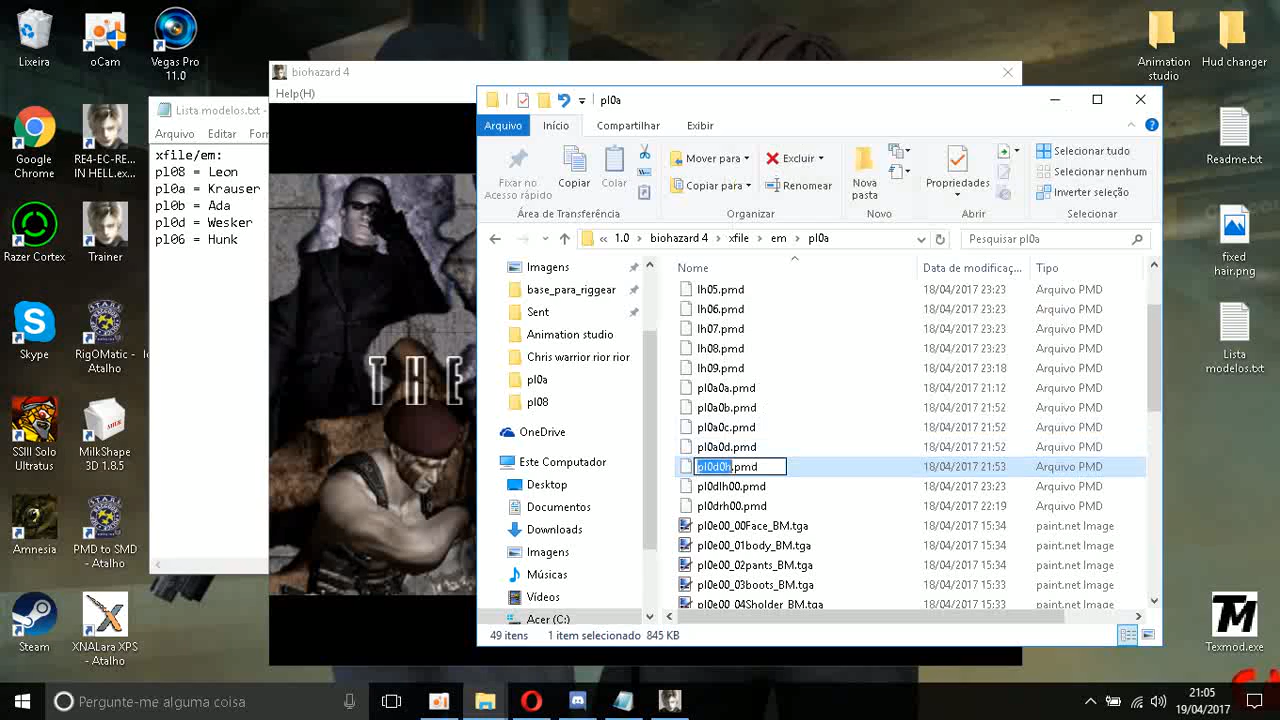 Lixeira
oCam
Vegas Pro
11.0
Google
Chrome
RE4-EC-RE...
IN HELL.ex...
Razer Cortex
Trainer
Skype
RigOMatic -
Atalho
SSIII Solo
Ultratus
MilkShape
3D 1.8.5
Amnesia
PMD to SMD
- Atalho
Steam
XNALara XPS
- Atalho
Lista modelos.txt -
Arquivo Editar For
xfile/em:
pl08 = Leon
pl0a = Krauser
pl0b = Ada
pl0d = Wesker
pl06 = Hunk
biohazard 4
Help(H)
THE
pl0a
Arquivo Início Compartilhar Exibir
Fixar no
Acesso rápido
Copiar
Colar
Área de Transferência
Mover para
Copiar para
Excluir
Renomear
Organizar
Nova
pasta
Novo
Propriedades
Abrir
Selecionar tudo
Selecionar nenhum
Inverter seleção
Selecionar
« 1.0 › biohazard 4 › xfile › em › pl0a
Pesquisar pl0a
Imagens
base_para_riggear
Sent
Animation studio
Chris warrior rior rior
pl0a
pl08
OneDrive
Este Computador
Desktop
Documentos
Downloads
Imagens
Músicas
Vídeos
Acer (C:)
Nome Data de modificaç... Tipo
lh05.pmd 18/04/2017 23:23 Arquivo PMD
lh06.pmd 18/04/2017 23:23 Arquivo PMD
lh07.pmd 18/04/2017 23:23 Arquivo PMD
lh08.pmd 18/04/2017 23:23 Arquivo PMD
lh09.pmd 18/04/2017 23:18 Arquivo PMD
pl0a0a.pmd 18/04/2017 21:12 Arquivo PMD
pl0a0b.pmd 18/04/2017 21:52 Arquivo PMD
pl0a0c.pmd 18/04/2017 21:52 Arquivo PMD
pl0a0d.pmd 18/04/2017 21:52 Arquivo PMD
pl0d0h.pmd 18/04/2017 21:53 Arquivo PMD
pl0dlh00.pmd 18/04/2017 23:23 Arquivo PMD
pl0drh00.pmd 18/04/2017 22:19 Arquivo PMD
pl0e00_00Face_BM.tga 18/04/2017 15:34 paint.net Image
pl0e00_01body_BM.tga 18/04/2017 15:34 paint.net Image
pl0e00_02pants_BM.tga 18/04/2017 15:34 paint.net Image
pl0e00_03boots_BM.tga 18/04/2017 15:33 paint.net Image
pl0e00_04Sholder_BM.tga 18/04/2017 15:33 paint.net Image
49 itens 1 item selecionado 845 KB
Animation
studio
Hud changer
Readme.txt
fixed
hair.png
Lista
modelos.txt
TM
Texmod.exe
Pergunte-me alguma coisa
21:05
19/04/2017